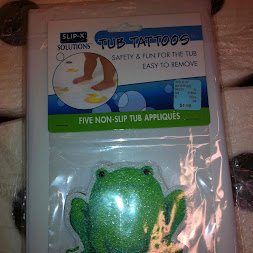 SLIP-X
SOLUTIONS
TUB TATTOOS
SAFETY & FUN FOR THE TUB
EASY TO REMOVE
FIVE NON-SLIP TUB APPLIQUES